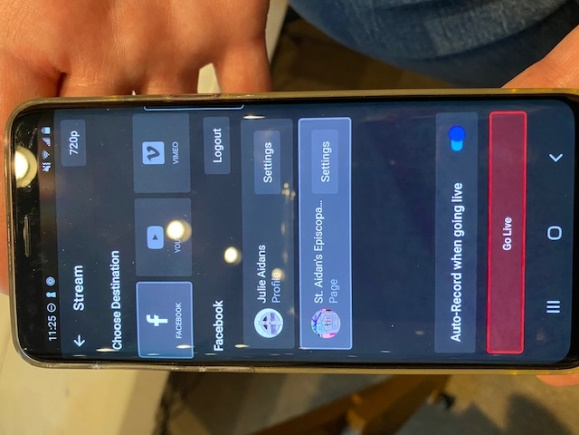 11:25
← Stream
720p
Choose Destination
FACEBOOK
VIMEO
Facebook
Logout
Julie Aidans
Profile
Settings
St. Aidan's Episcopa...
Page
Settings
Auto-Record when going live
Go Live